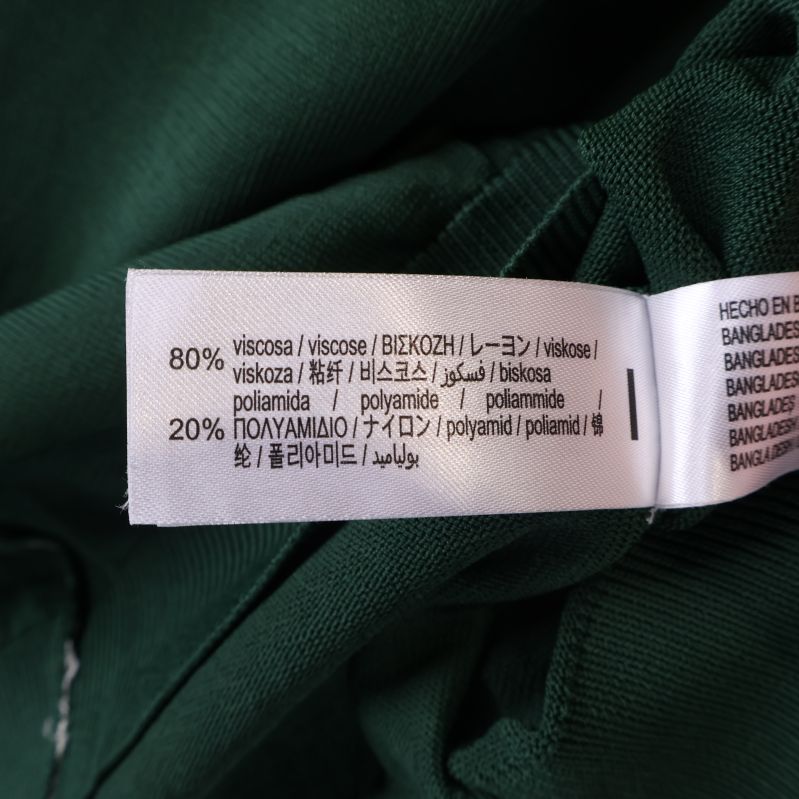 80% viscosa / viscose / ΒΙΣΚΟΖΗ / レーヨン / viskose /
viskoza / 粘纤 / 비스코스 / فسكوز / biskosa
poliamida / polyamide / poliammide /
20% ΠΟΛΥΑΜΙΔΙΟ / ナイロン / polyamid / poliamid / 锦
纶 / 폴리아미드 / بولياميد
HECHO EN B
BANGLADES
BANGLADES
BANGLADES
BANGLADES
BANGLADESH
BANGLADESH